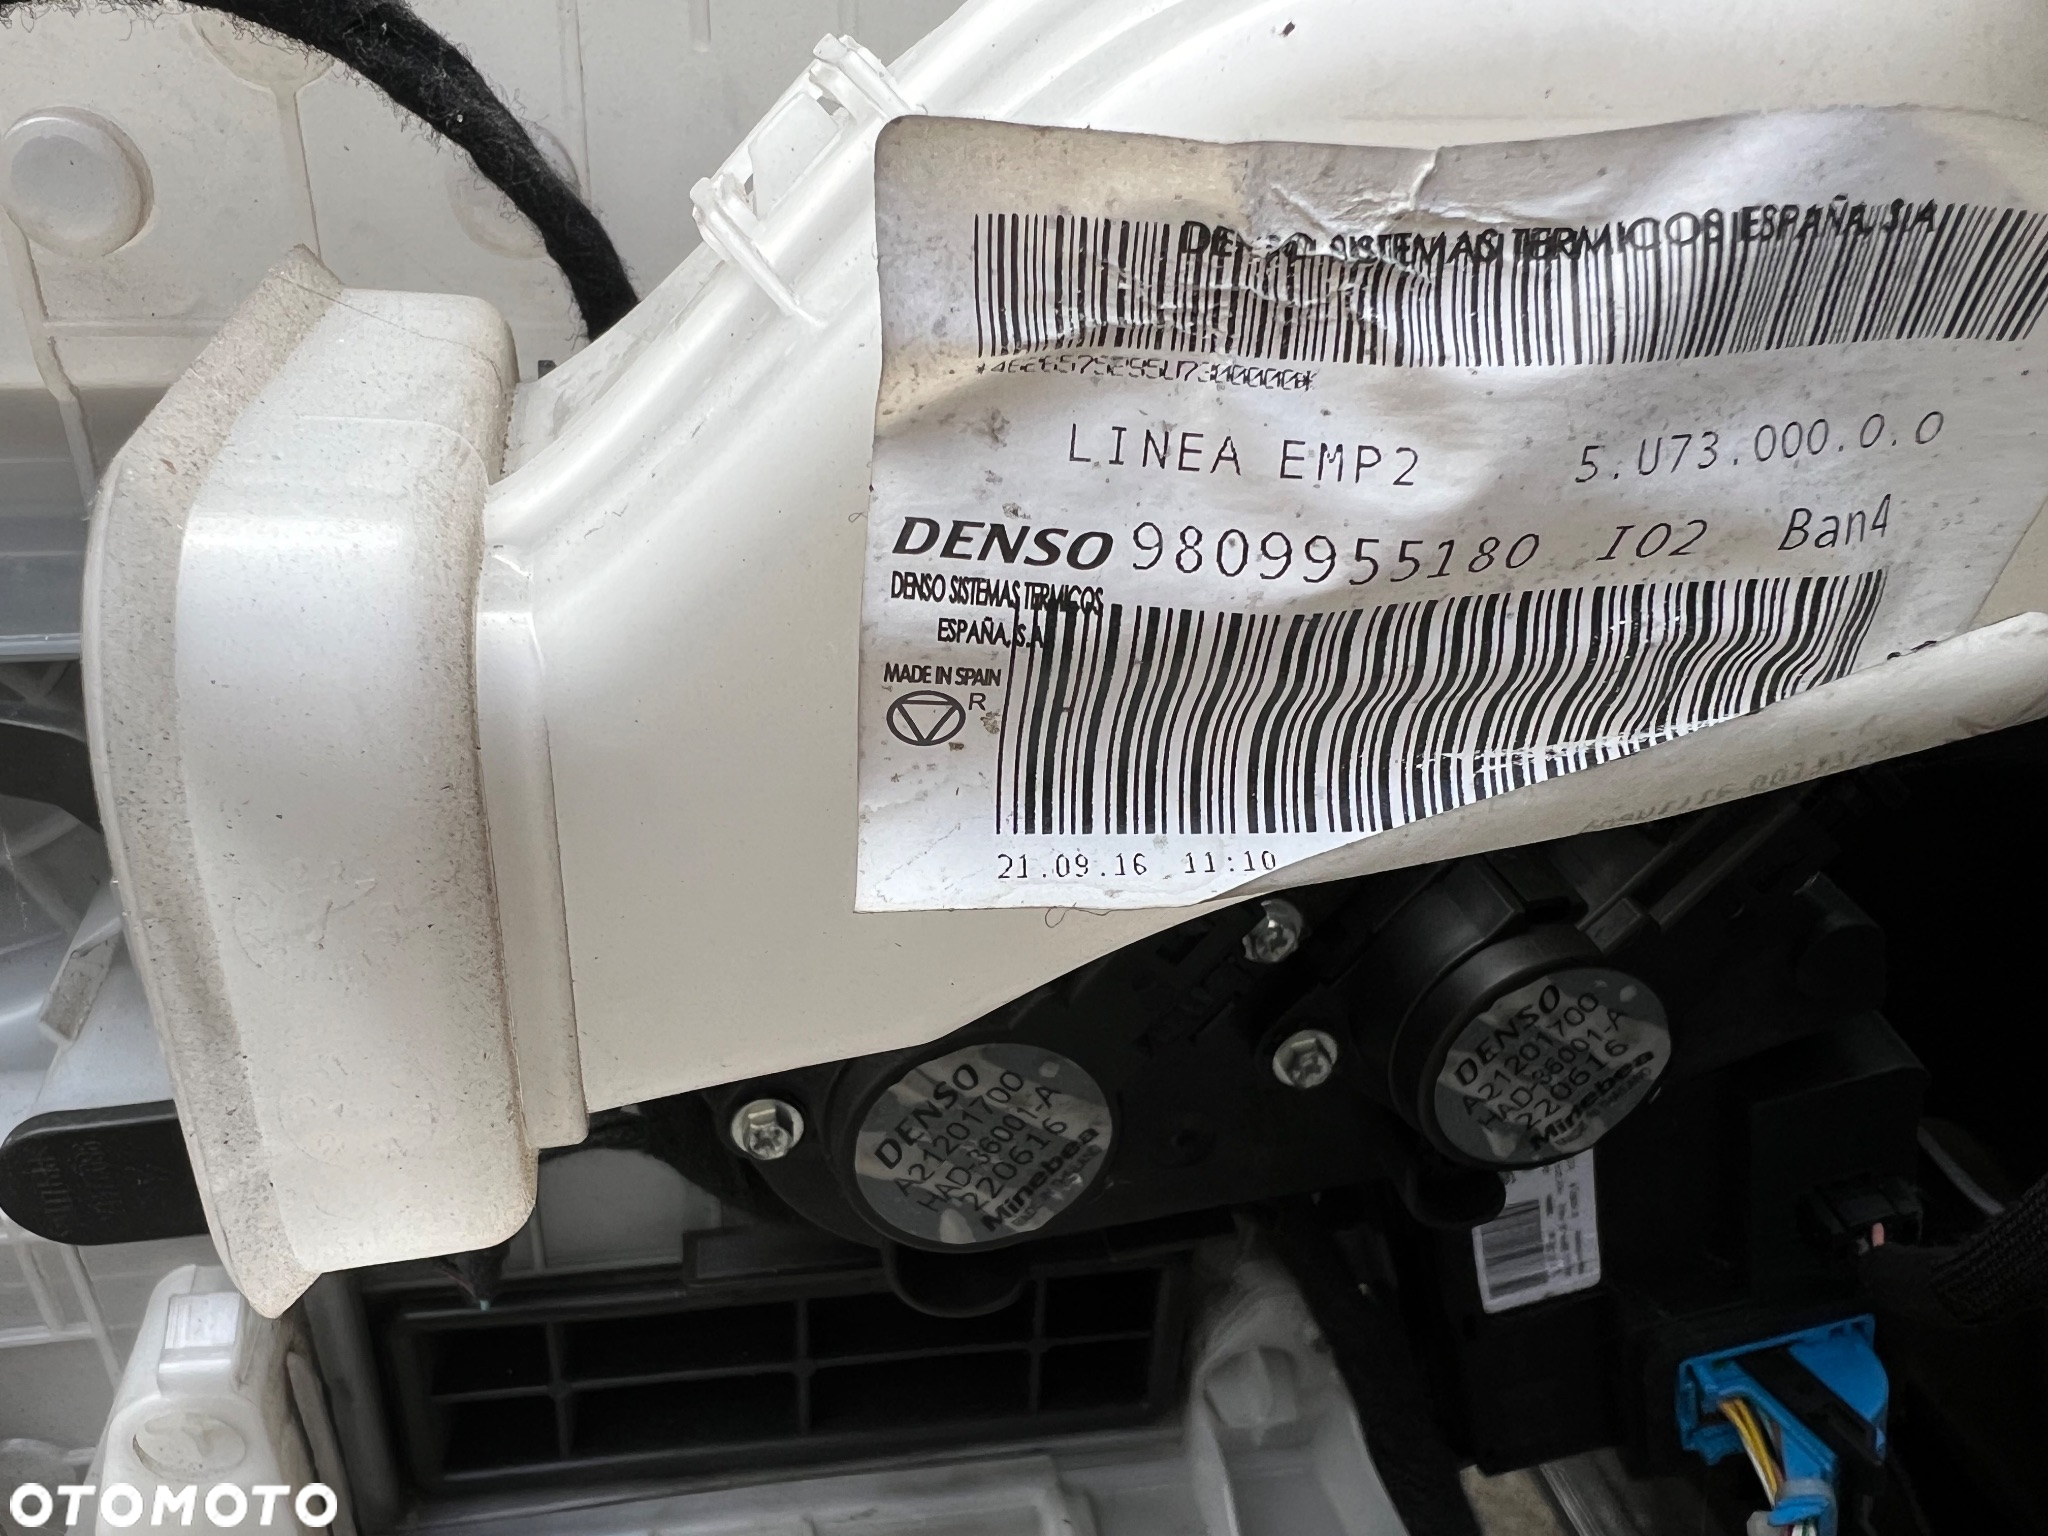 DENSO SISTEMAS TERMICOS ESPAÑA, S.A
LINEA EMP2 5.U73.000.0.0
DENSO 9809955180 I02 Ban4
DENSO SISTEMAS TERMICOS
ESPAÑA, S.A
MADE IN SPAIN
R
21.09.16 11:10
DENSO
A21201700
HAD-36001-A
220616
Minebea
DENSO
A21201700
HAD-36001-A
220616
Minebea
OTOMOTO